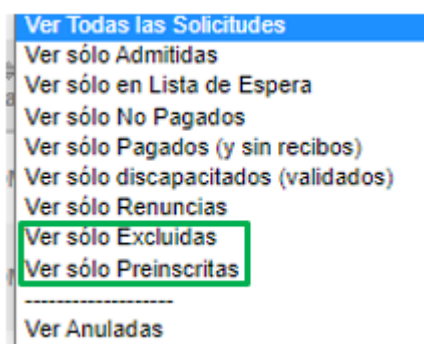 Ver Todas las Solicitudes
Ver sólo Admitidas
Ver sólo en Lista de Espera
Ver sólo No Pagados
Ver sólo Pagados (y sin recibos)
Ver sólo discapacitados (validados)
Ver sólo Renuncias
Ver sólo Excluidas
Ver sólo Preinscritas
-------------------
Ver Anuladas